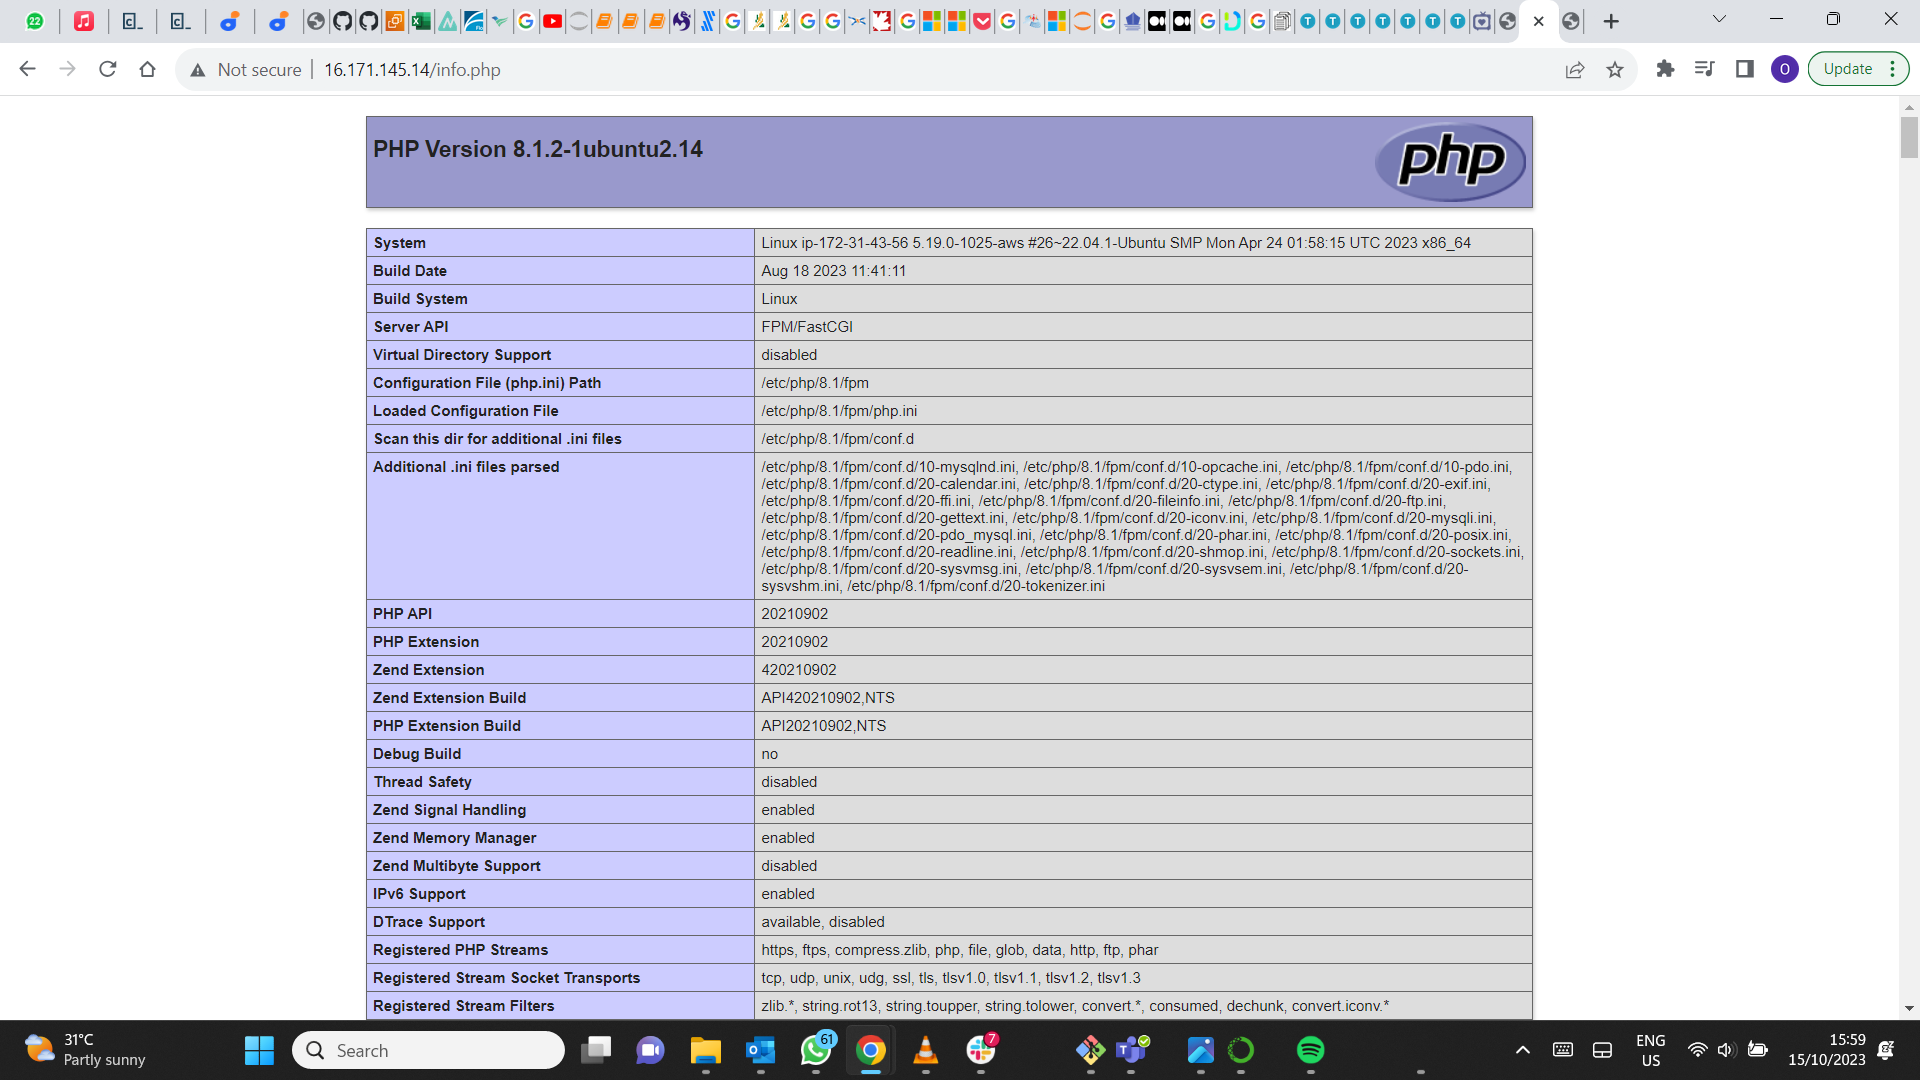 Not secure
16.171.145.14/info.php
O
Update
PHP Version 8.1.2-1ubuntu2.14
php
System
Linux ip-172-31-43-56 5.19.0-1025-aws #26~22.04.1-Ubuntu SMP Mon Apr 24 01:58:15 UTC 2023 x86_64
Build Date
Aug 18 2023 11:41:11
Build System
Linux
Server API
FPM/FastCGI
Virtual Directory Support
disabled
Configuration File (php.ini) Path
/etc/php/8.1/fpm
Loaded Configuration File
/etc/php/8.1/fpm/php.ini
Scan this dir for additional .ini files
/etc/php/8.1/fpm/conf.d
Additional .ini files parsed
/etc/php/8.1/fpm/conf.d/10-mysqlnd.ini, /etc/php/8.1/fpm/conf.d/10-opcache.ini, /etc/php/8.1/fpm/conf.d/10-pdo.ini,
/etc/php/8.1/fpm/conf.d/20-calendar.ini, /etc/php/8.1/fpm/conf.d/20-ctype.ini, /etc/php/8.1/fpm/conf.d/20-exif.ini,
/etc/php/8.1/fpm/conf.d/20-ffi.ini, /etc/php/8.1/fpm/conf.d/20-fileinfo.ini, /etc/php/8.1/fpm/conf.d/20-ftp.ini,
/etc/php/8.1/fpm/conf.d/20-gettext.ini, /etc/php/8.1/fpm/conf.d/20-iconv.ini, /etc/php/8.1/fpm/conf.d/20-mysqli.ini,
/etc/php/8.1/fpm/conf.d/20-pdo_mysql.ini, /etc/php/8.1/fpm/conf.d/20-phar.ini, /etc/php/8.1/fpm/conf.d/20-posix.ini,
/etc/php/8.1/fpm/conf.d/20-readline.ini, /etc/php/8.1/fpm/conf.d/20-shmop.ini, /etc/php/8.1/fpm/conf.d/20-sockets.ini,
/etc/php/8.1/fpm/conf.d/20-sysvmsg.ini, /etc/php/8.1/fpm/conf.d/20-sysvsem.ini, /etc/php/8.1/fpm/conf.d/20-
sysvshm.ini, /etc/php/8.1/fpm/conf.d/20-tokenizer.ini
PHP API
20210902
PHP Extension
20210902
Zend Extension
420210902
Zend Extension Build
API420210902,NTS
PHP Extension Build
API20210902,NTS
Debug Build
no
Thread Safety
disabled
Zend Signal Handling
enabled
Zend Memory Manager
enabled
Zend Multibyte Support
disabled
IPv6 Support
enabled
DTrace Support
available, disabled
Registered PHP Streams
https, ftps, compress.zlib, php, file, glob, data, http, ftp, phar
Registered Stream Socket Transports
tcp, udp, unix, udg, ssl, tls, tlsv1.0, tlsv1.1, tlsv1.2, tlsv1.3
Registered Stream Filters
zlib.*, string.rot13, string.toupper, string.tolower, convert.*, consumed, dechunk, convert.iconv.*
31°C
Partly sunny
Search
61
7
ENG
US
15:59
15/10/2023